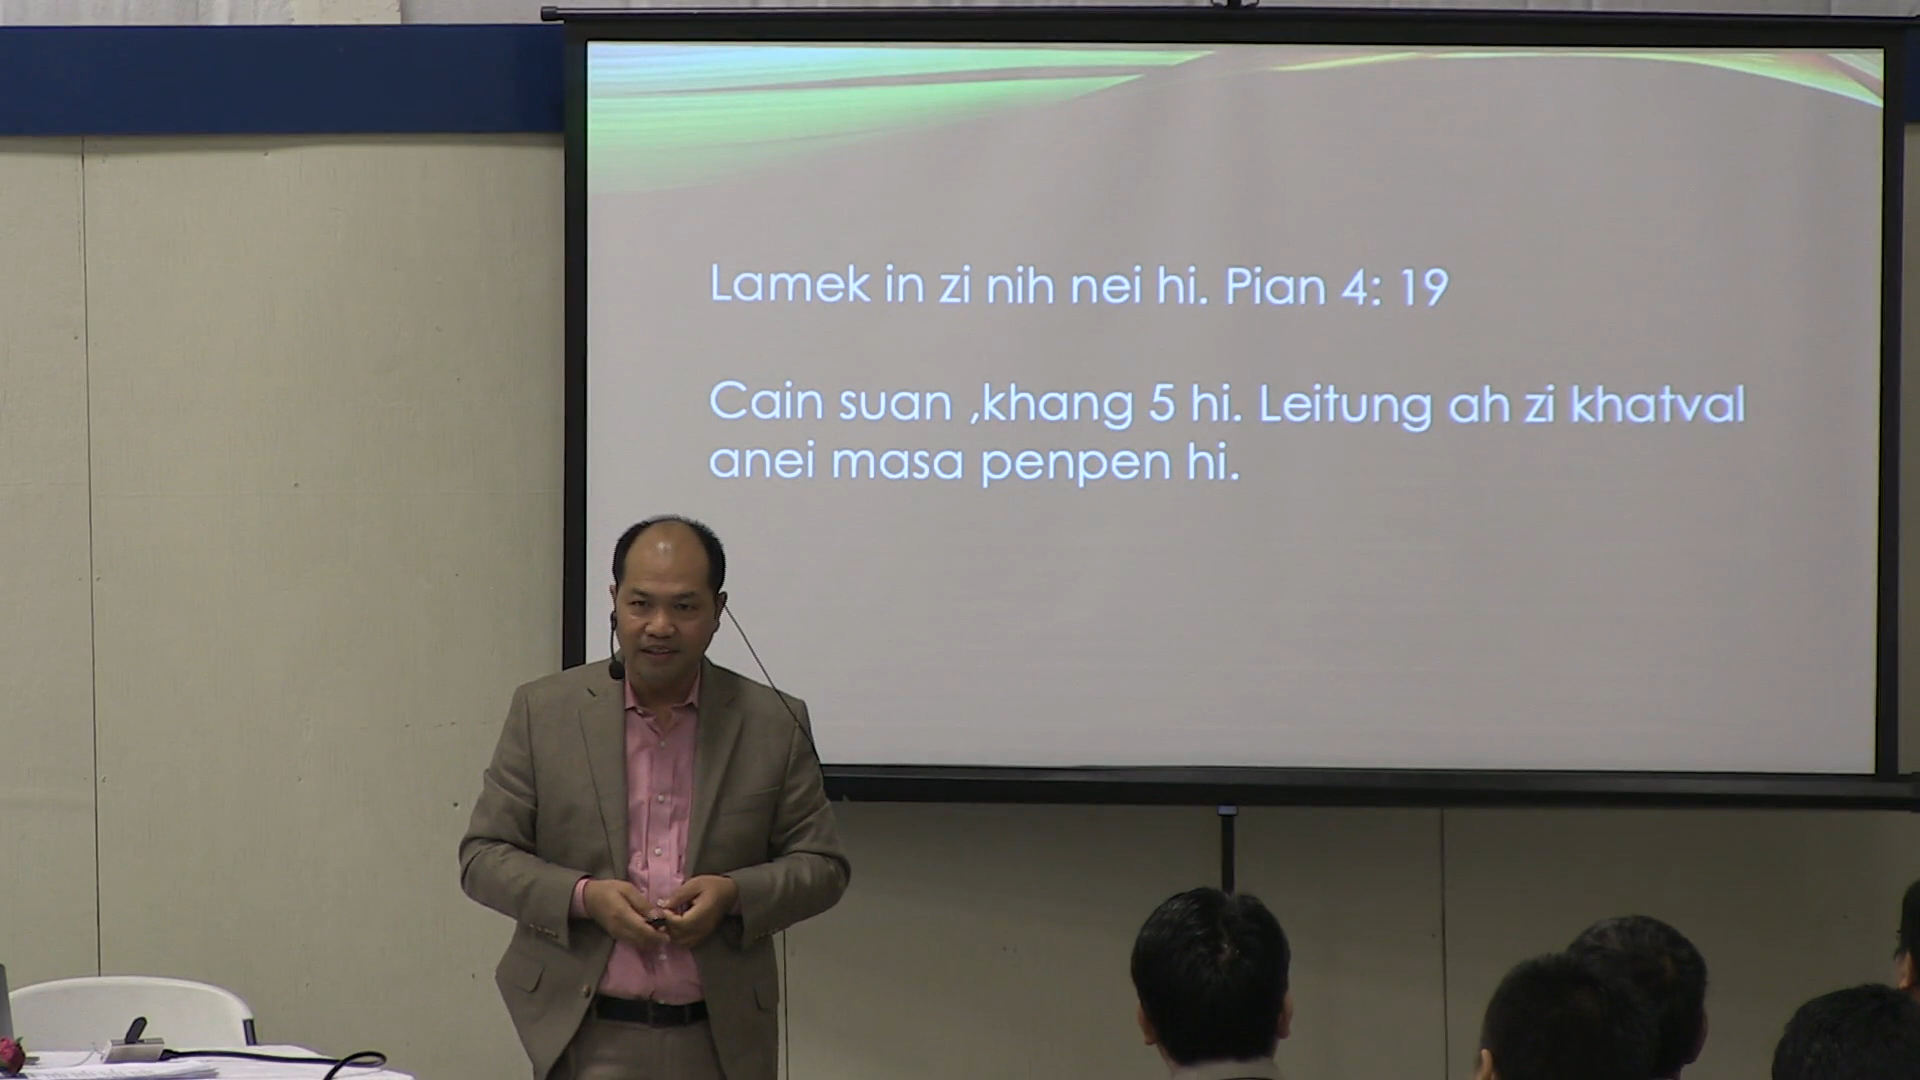 Lamek in zi nih nei hi. Pian 4: 19
Cain suan ,khang 5 hi. Leitung ah zi khatval
anei masa penpen hi.